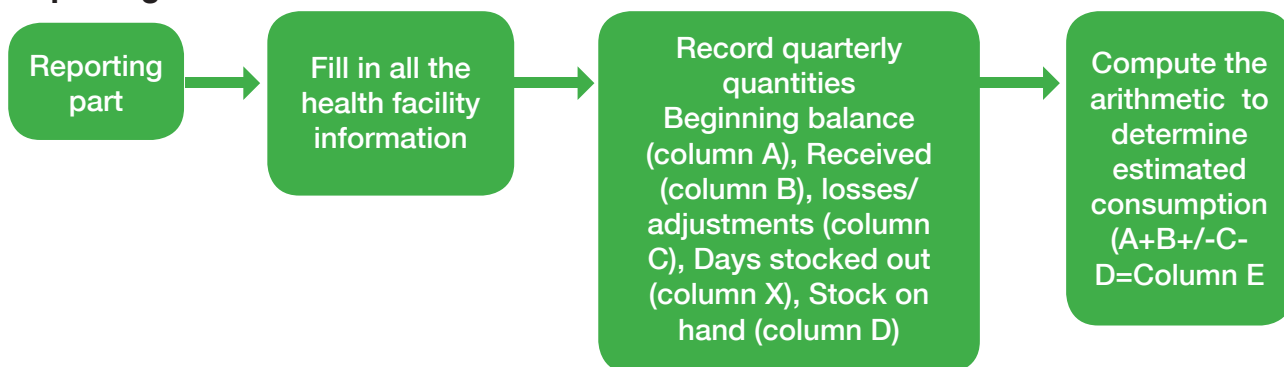 Reporting
part
Fill in all the
health facility
information
Record quarterly
quantities
Beginning balance
(column A), Received
(column B), losses/
adjustments (column
C), Days stocked out
(column X), Stock on
hand (column D)
Compute the
arithmetic to
determine
estimated
consumption
(A+B+/-C-
D=Column E